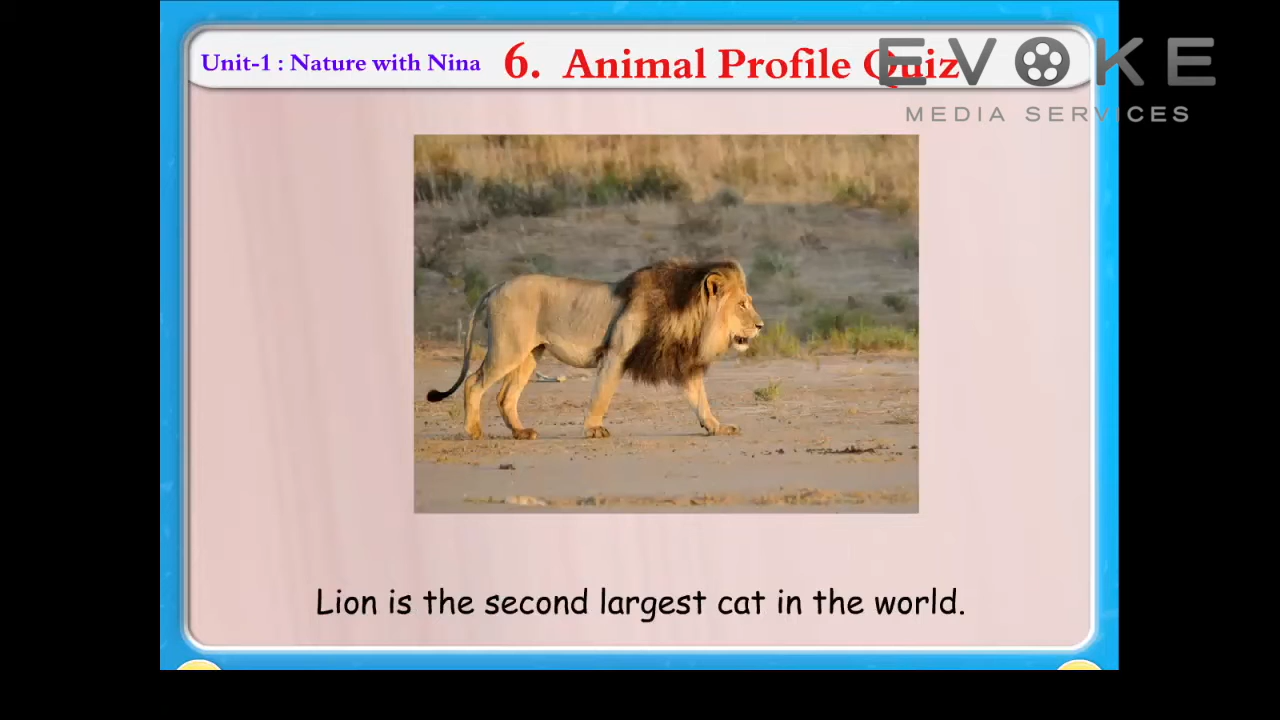 Unit-1 : Nature with Nina 6. Animal Profile Quiz
EVOKE
MEDIA SERVICES
Lion is the second largest cat in the world.